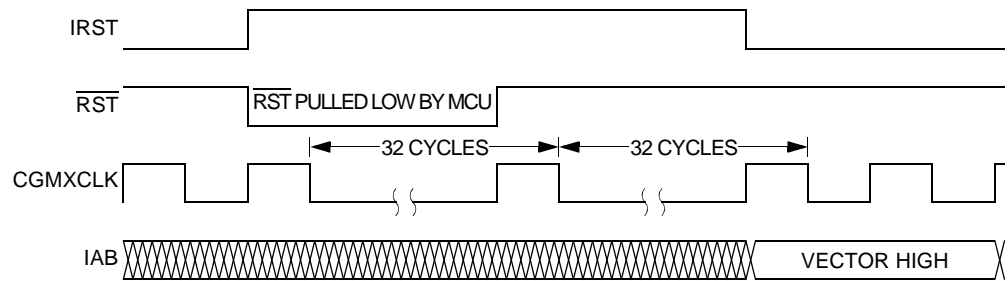 IRST
RST
RST PULLED LOW BY MCU
32 CYCLES
32 CYCLES
CGMXCLK
IAB
VECTOR HIGH